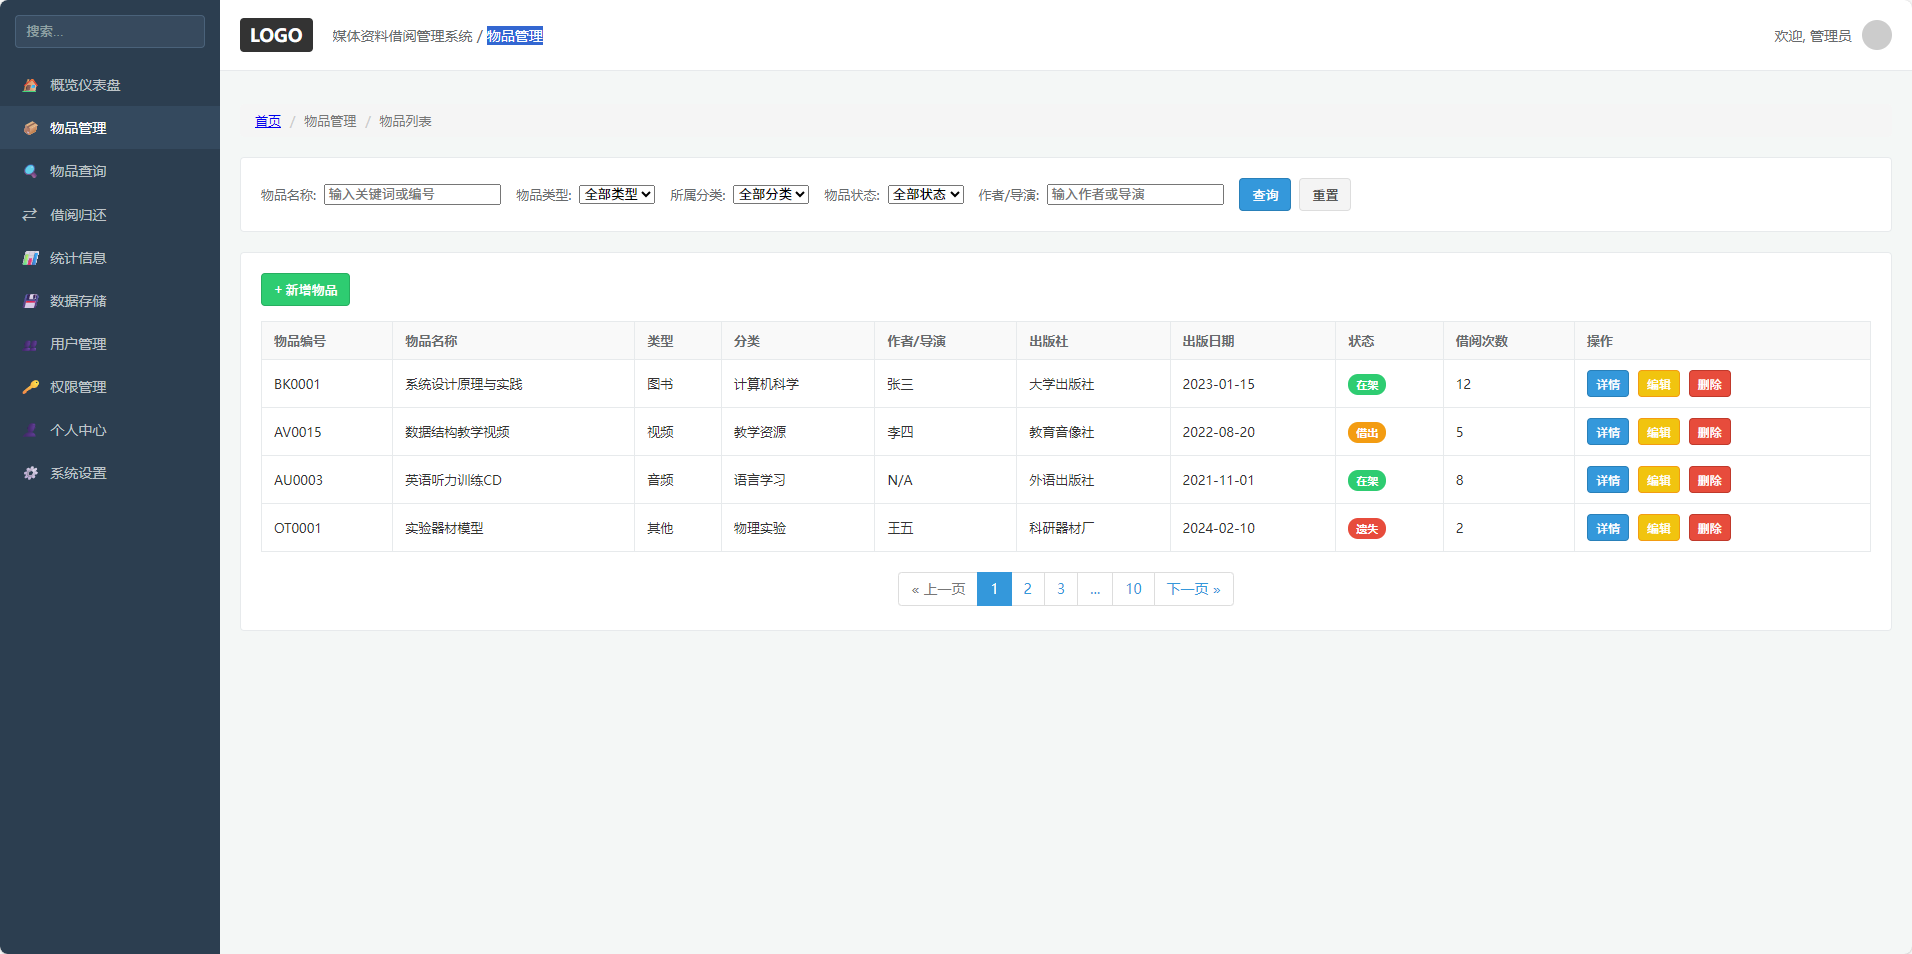 搜索...
概览仪表盘
物品管理
物品查询
借阅归还
统计信息
数据存储
用户管理
权限管理
个人中心
系统设置
LOGO 媒体资料借阅管理系统 / 物品管理 欢迎, 管理员
首页 / 物品管理 / 物品列表
物品名称: 输入关键词或编号 物品类型: 全部类型 所属分类: 全部分类 物品状态: 全部状态 作者/导演: 输入作者或导演 查询 重置
+ 新增物品
物品编号 物品名称 类型 分类 作者/导演 出版社 出版日期 状态 借阅次数 操作
BK0001 系统设计原理与实践 图书 计算机科学 张三 大学出版社 2023-01-15 在架 12 详情 编辑 删除
AV0015 数据结构教学视频 视频 教学资源 李四 教育音像社 2022-08-20 借出 5 详情 编辑 删除
AU0003 英语听力训练CD 音频 语言学习 N/A 外语出版社 2021-11-01 在架 8 详情 编辑 删除
OT0001 实验器材模型 其他 物理实验 王五 科研器材厂 2024-02-10 遗失 2 详情 编辑 删除
« 上一页 1 2 3 ... 10 下一页 »